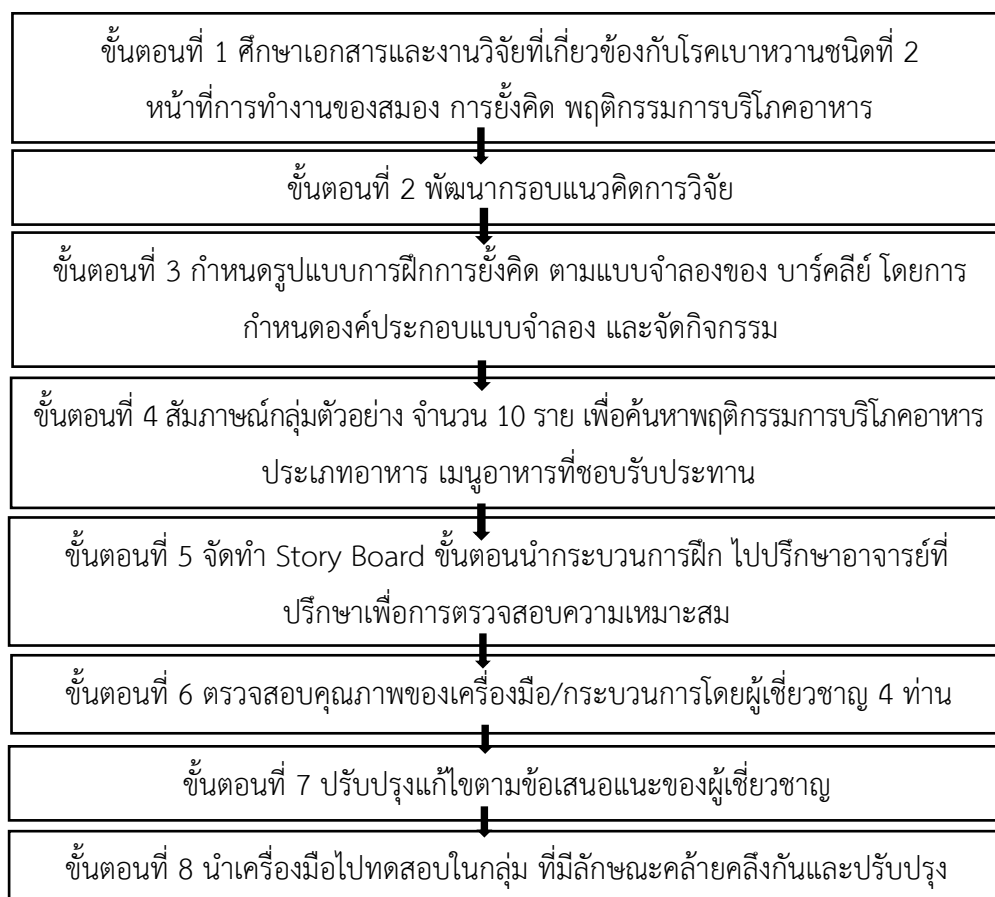 ขั้นตอนที่ 1 ศึกษาเอกสารและงานวิจัยที่เกี่ยวข้องกับโรคเบาหวานชนิดที่ 2
หน้าที่การทำงานของสมอง การยั้งคิด พฤติกรรมการบริโภคอาหาร
ขั้นตอนที่ 2 พัฒนากรอบแนวคิดการวิจัย
ขั้นตอนที่ 3 กำหนดรูปแบบการฝึกการยั้งคิด ตามแบบจำลองของ บาร์คลีย์ โดยการ
กำหนดองค์ประกอบแบบจำลอง และจัดกิจกรรม
ขั้นตอนที่ 4 สัมภาษณ์กลุ่มตัวอย่าง จำนวน 10 ราย เพื่อค้นหาพฤติกรรมการบริโภคอาหาร
ประเภทอาหาร เมนูอาหารที่ชอบรับประทาน
ขั้นตอนที่ 5 จัดทำ Story Board ขั้นตอนนำกระบวนการฝึก ไปปรึกษาอาจารย์ที่
ปรึกษาเพื่อการตรวจสอบความเหมาะสม
ขั้นตอนที่ 6 ตรวจสอบคุณภาพของเครื่องมือ/กระบวนการโดยผู้เชี่ยวชาญ 4 ท่าน
ขั้นตอนที่ 7 ปรับปรุงแก้ไขตามข้อเสนอแนะของผู้เชี่ยวชาญ
ขั้นตอนที่ 8 นำเครื่องมือไปทดสอบในกลุ่ม ที่มีลักษณะคล้ายคลึงกันและปรับปรุง